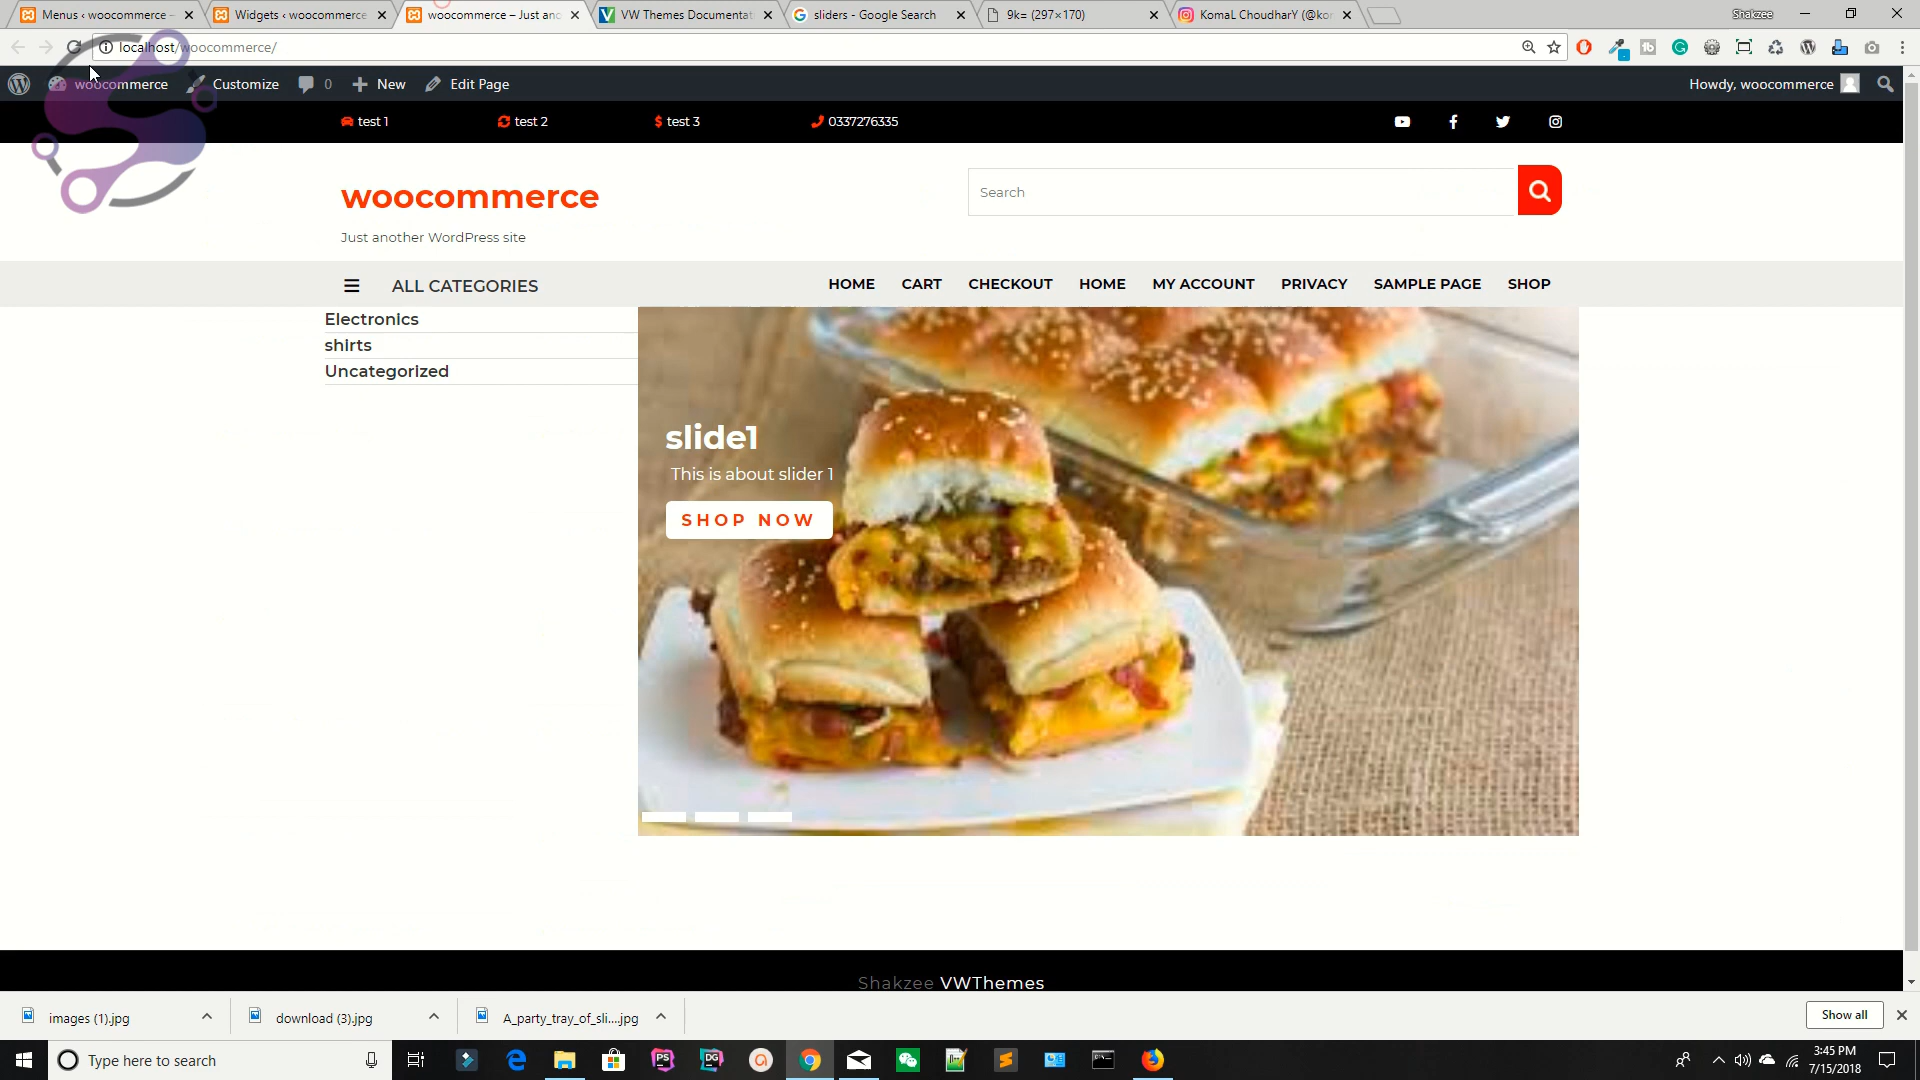 Menus ‹ woocommerce –
Widgets ‹ woocommerce
woocommerce – Just ano
VW Themes Documentat
sliders - Google Search
9k= (297×170)
KomaL ChoudharY (@kor
Shakzee
localhost/woocommerce/
woocommerce
Customize
0
New
Edit Page
Howdy, woocommerce
test 1
test 2
test 3
0337276335
woocommerce
Search
Just another WordPress site
ALL CATEGORIES
HOME
CART
CHECKOUT
HOME
MY ACCOUNT
PRIVACY
SAMPLE PAGE
SHOP
Electronics
shirts
Uncategorized
slide1
This is about slider 1
SHOP NOW
Shakzee VWThemes
images (1).jpg
download (3).jpg
A_party_tray_of_sli....jpg
Show all
Type here to search
PS
DG
3:45 PM
7/15/2018